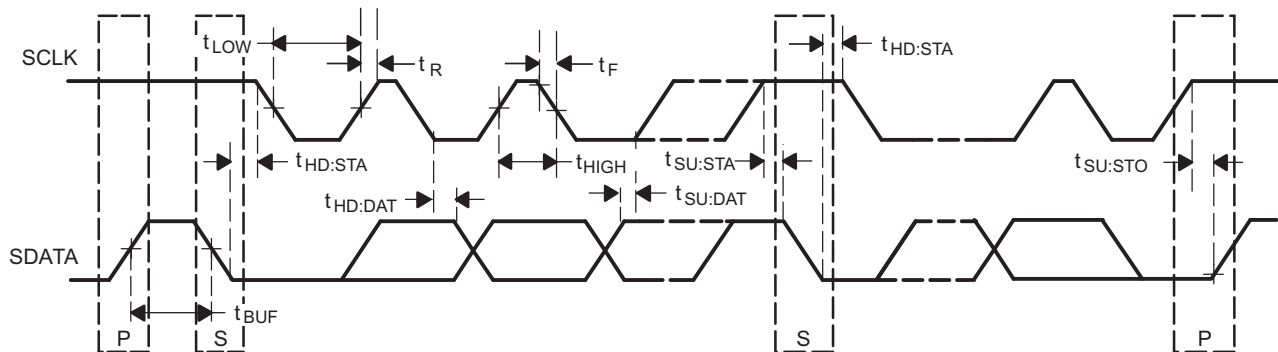 t_LOW
t_HD:STA
SCLK
t_R
t_F
t_HD:STA
t_HIGH
t_SU:STA
t_SU:STO
t_HD:DAT
t_SU:DAT
SDATA
t_BUF
P
S
S
P